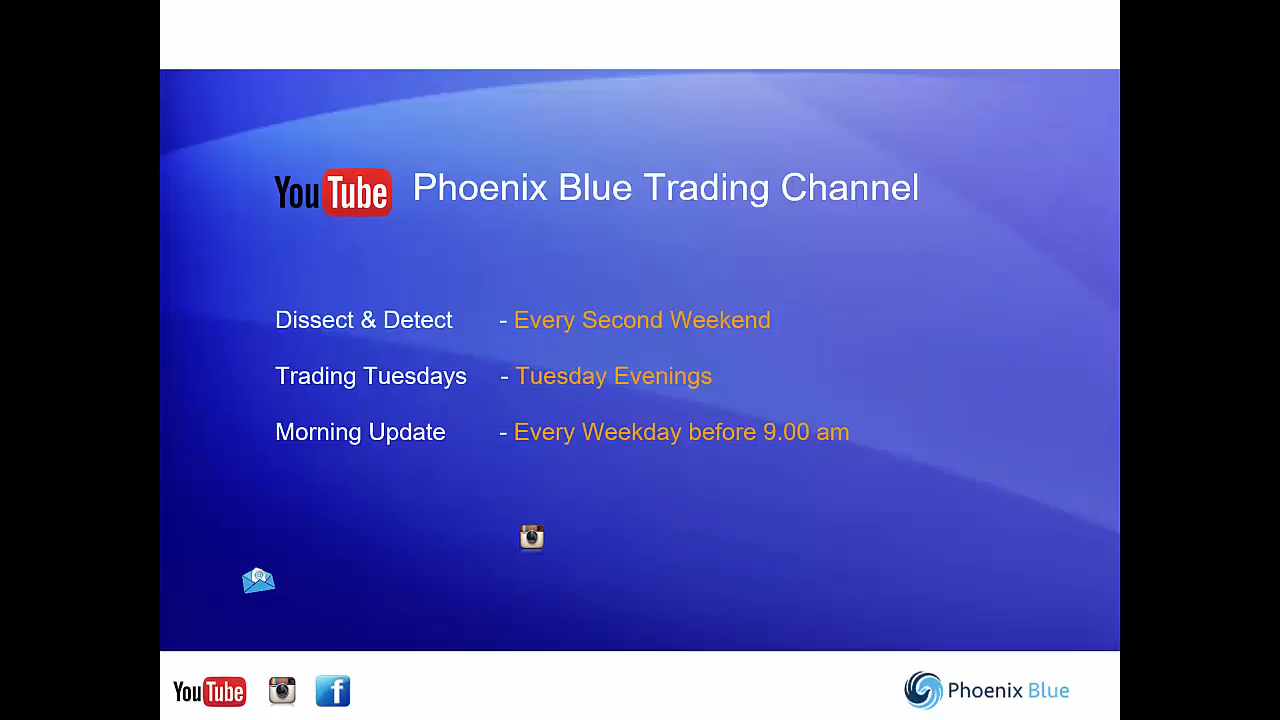 YouTube Phoenix Blue Trading Channel
Dissect & Detect - Every Second Weekend
Trading Tuesdays - Tuesday Evenings
Morning Update - Every Weekday before 9.00 am
@
YouTube f Phoenix Blue